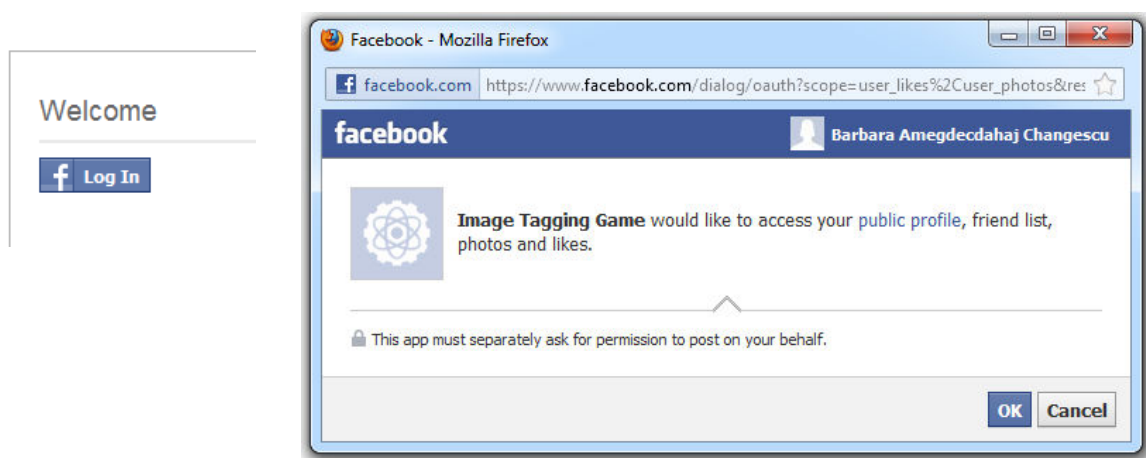 Welcome
f Log In
Facebook - Mozilla Firefox
facebook.com https://www.facebook.com/dialog/oauth?scope=user_likes%2Cuser_photos&res
facebook Barbara Amegdecdahaj Changescu
Image Tagging Game would like to access your public profile, friend list,
photos and likes.
This app must separately ask for permission to post on your behalf.
OK Cancel